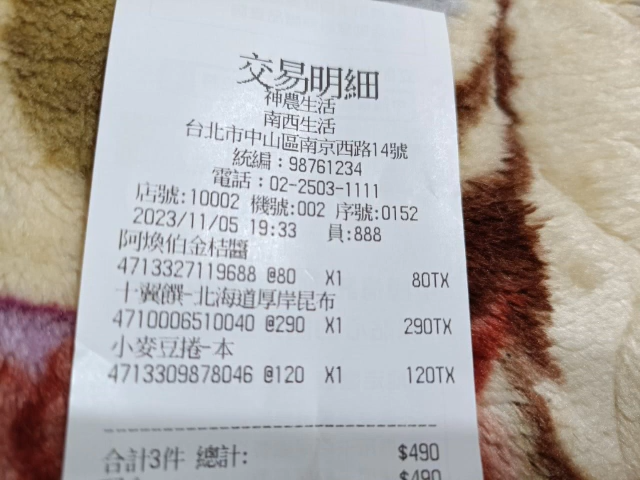 交易明細
神農生活
南西生活
台北市中山區南京西路14號
統編：98761234
電話：02-2503-1111
店號:10002 機號:002 序號:0152
2023/11/05 19:33 員:888
阿煥伯金桔醬
4713327119688 @80 X1 80TX
十翼饌-北海道厚岸昆布
4710006510040 @290 X1 290TX
小麥豆捲-本
4713309878046 @120 X1 120TX
合計3件 總計: $490
$490